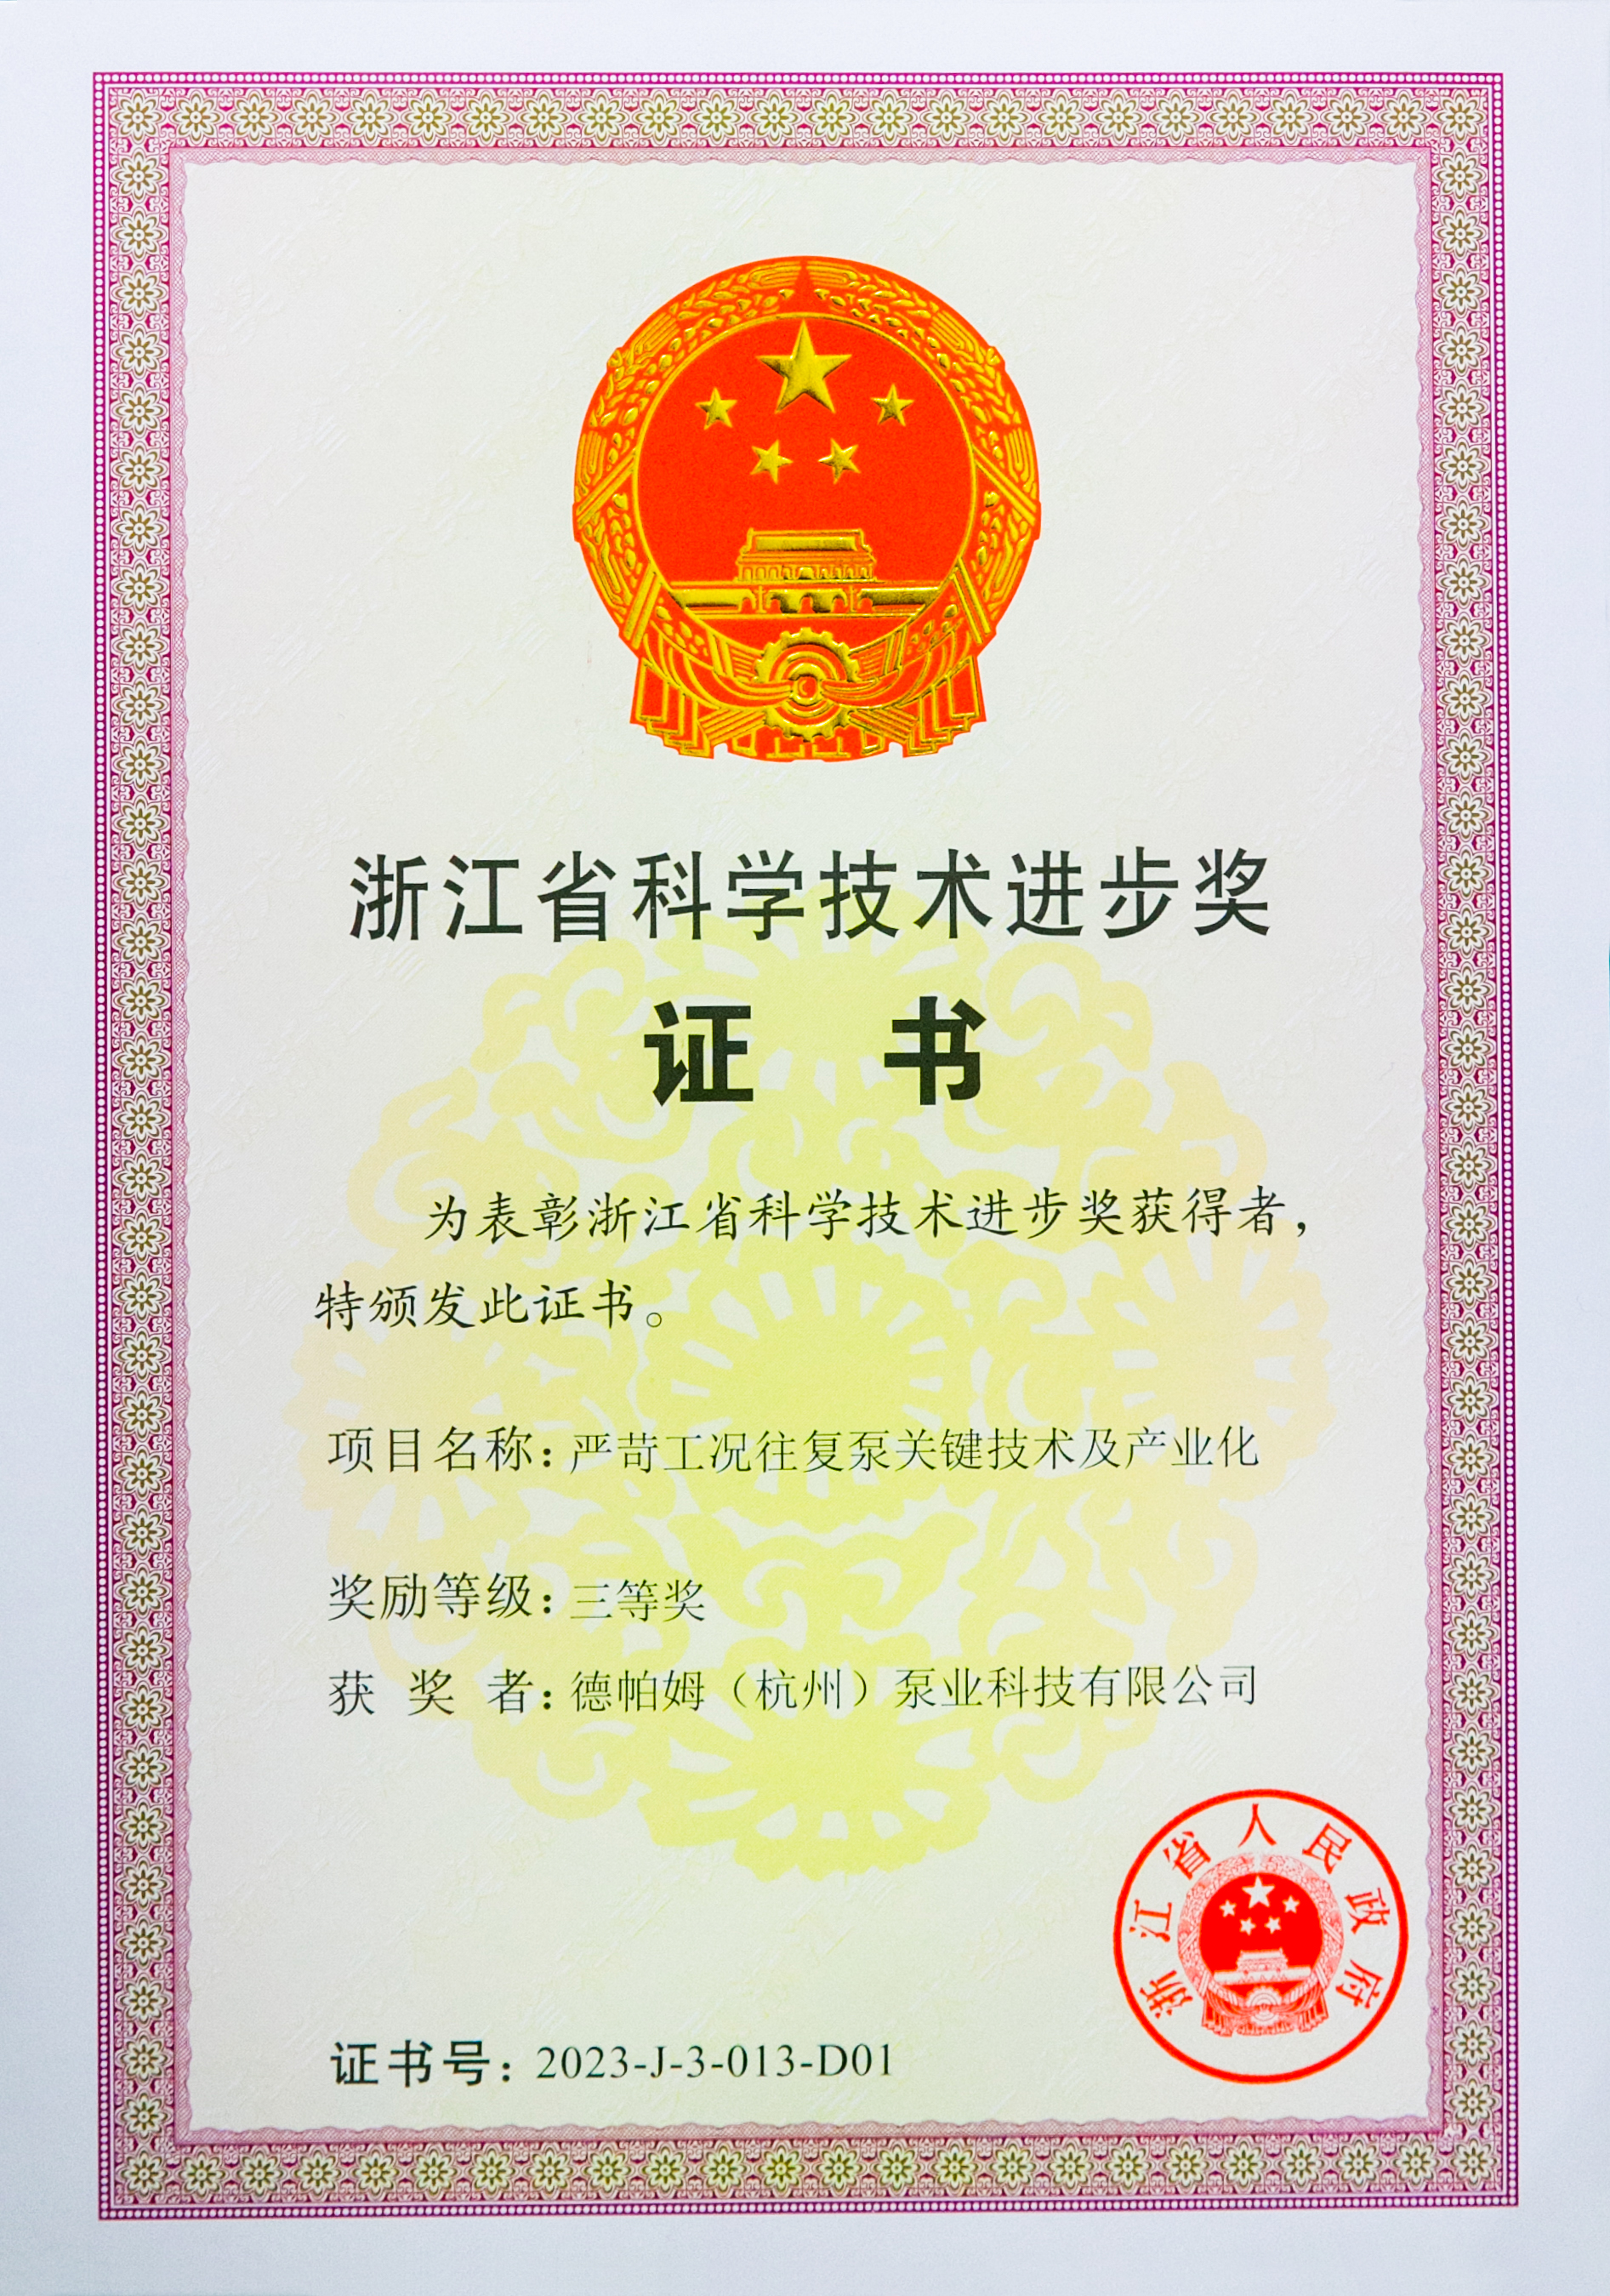 浙江省科学技术进步奖
证 书
为表彰浙江省科学技术进步奖获得者，
特颁发此证书。
项目名称：严苛工况往复泵关键技术及产业化
奖励等级：三等奖
获 奖 者：德帕姆（杭州）泵业科技有限公司
浙江省人民政府
证书号：2023-J-3-013-D01